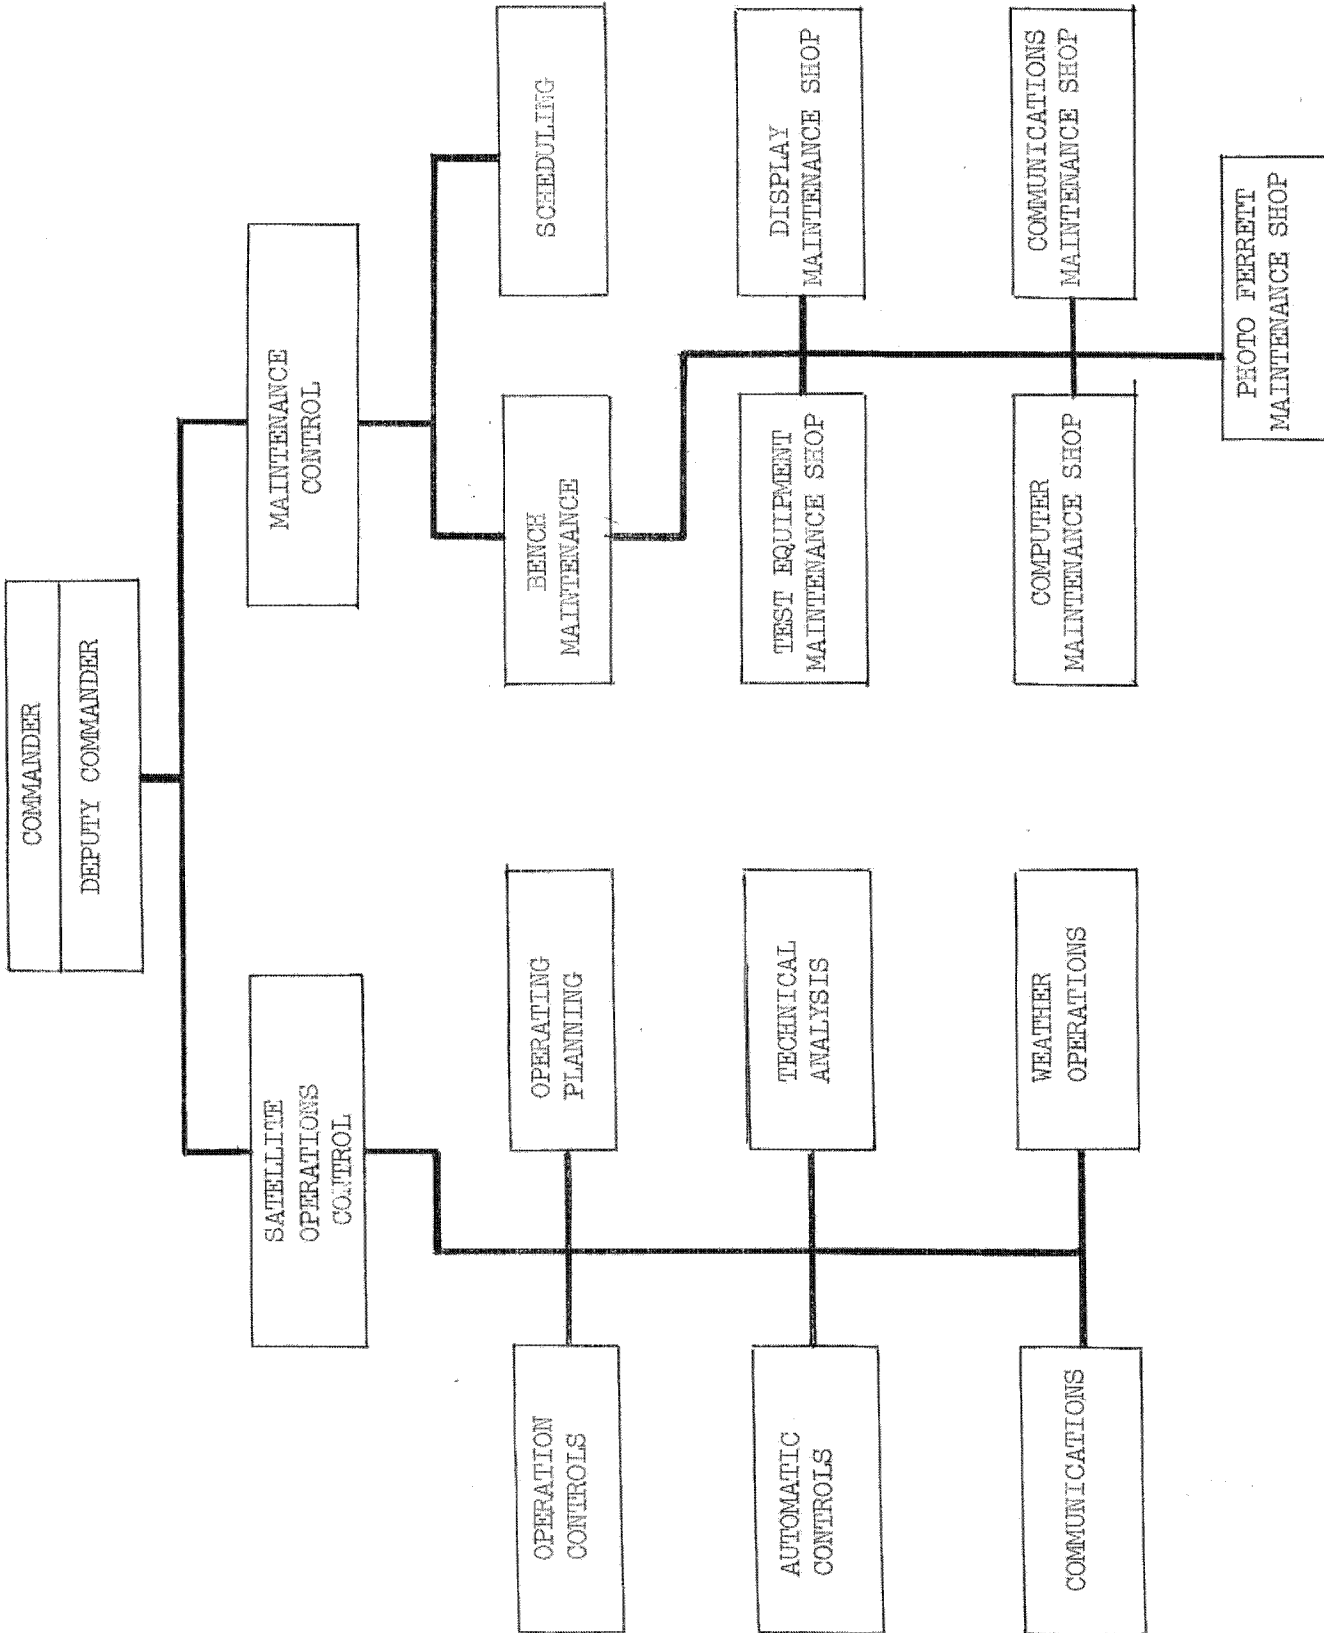 COMMANDER
DEPUTY COMMANDER
SATELLITE
OPERATIONS
CONTROL
MAINTENANCE
CONTROL
OPERATION
CONTROLS
OPERATING
PLANNING
BENCH
MAINTENANCE
SCHEDULING
AUTOMATIC
CONTROLS
TECHNICAL
ANALYSIS
TEST EQUIPMENT
MAINTENANCE SHOP
DISPLAY
MAINTENANCE SHOP
COMMUNICATIONS
WEATHER
OPERATIONS
COMPUTER
MAINTENANCE SHOP
COMMUNICATIONS
MAINTENANCE SHOP
PHOTO FERRETT
MAINTENANCE SHOP